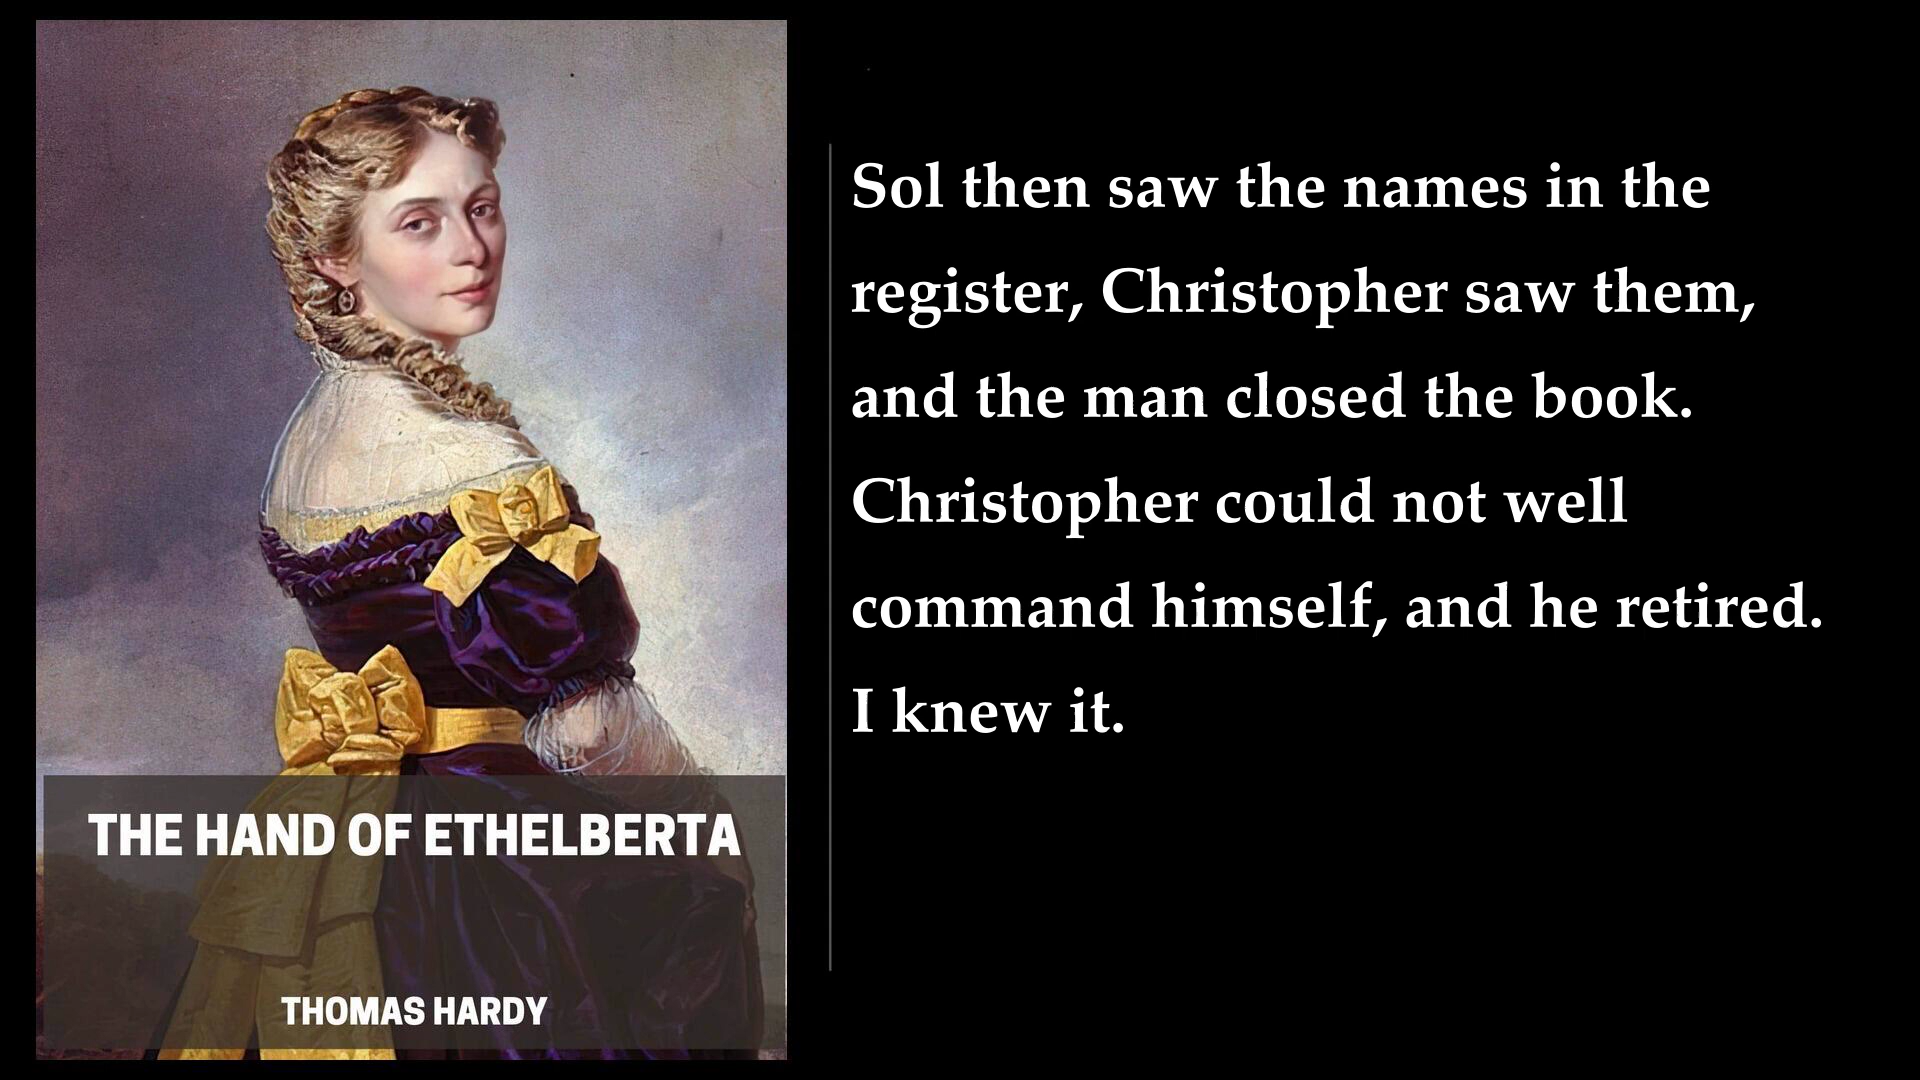 THE HAND OF ETHELBERTA
THOMAS HARDY
Sol then saw the names in the
register, Christopher saw them,
and the man closed the book.
Christopher could not well
command himself, and he retired.
I knew it.